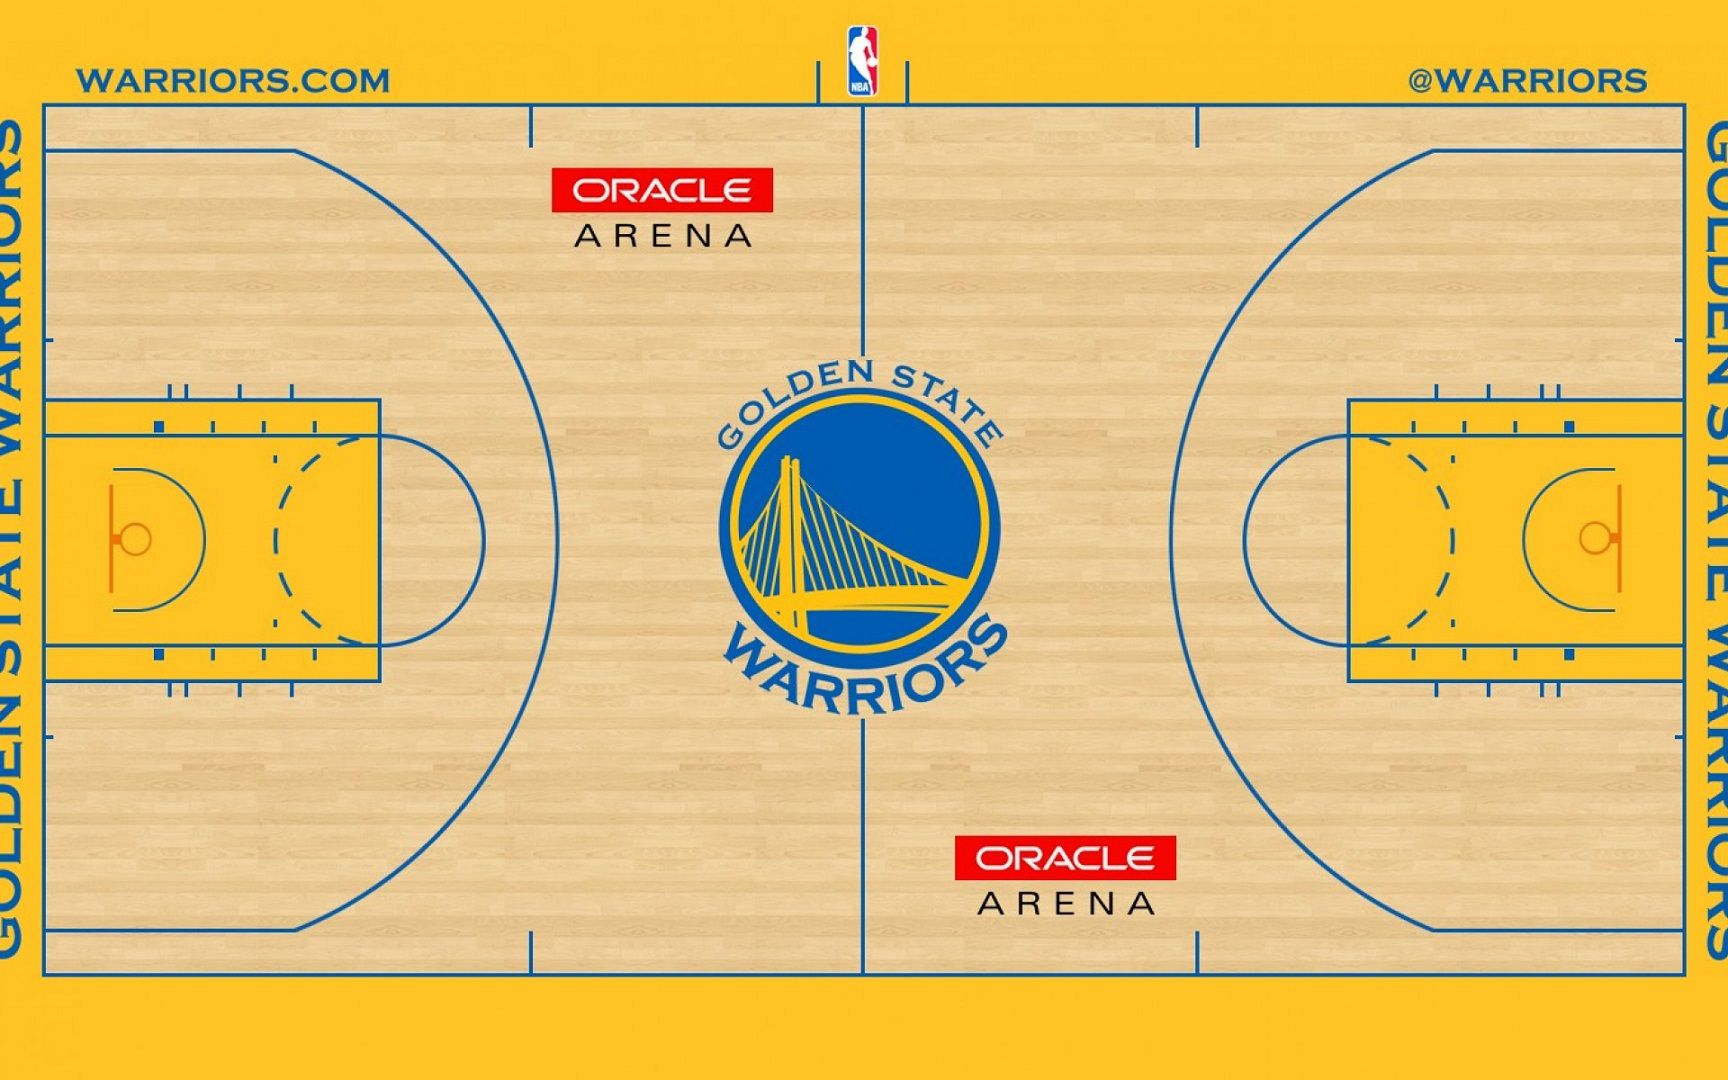 NBA
WARRIORS.COM
@WARRIORS
GOLDEN STATE WARRIORS
GOLDEN STATE WARRIORS
ORACLE
ARENA
GOLDEN STATE
WARRIORS
ORACLE
ARENA